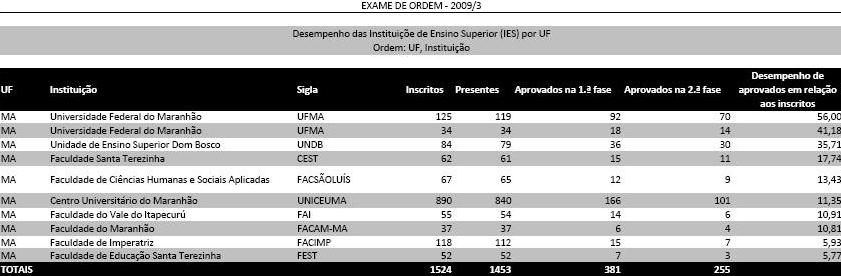 EXAME DE ORDEM - 2009/3
Desempenho das Instituiçõe de Ensino Superior (IES) por UF
Ordem: UF, Instituição
UF Instituição Sigla Inscritos Presentes Aprovados na 1.ª fase Aprovados na 2.ª fase Desempenho de aprovados em relação aos inscritos
MA Universidade Federal do Maranhão UFMA 125 119 92 70 56,00
MA Universidade Federal do Maranhão UFMA 34 34 18 14 41,18
MA Unidade de Ensino Superior Dom Bosco UNDB 84 79 36 30 35,71
MA Faculdade Santa Terezinha CEST 62 61 15 11 17,74
MA Faculdade de Ciências Humanas e Sociais Aplicadas FACSÃOLUÍS 67 65 12 9 13,43
MA Centro Universitário do Maranhão UNICEUMA 890 840 166 101 11,35
MA Faculdade do Vale do Itapecurú FAI 55 54 14 6 10,91
MA Faculdade do Maranhão FACAM-MA 37 37 6 4 10,81
MA Faculdade de Imperatriz FACIMP 118 112 15 7 5,93
MA Faculdade de Educação Santa Terezinha FEST 52 52 7 3 5,77
TOTAIS 1524 1453 381 255